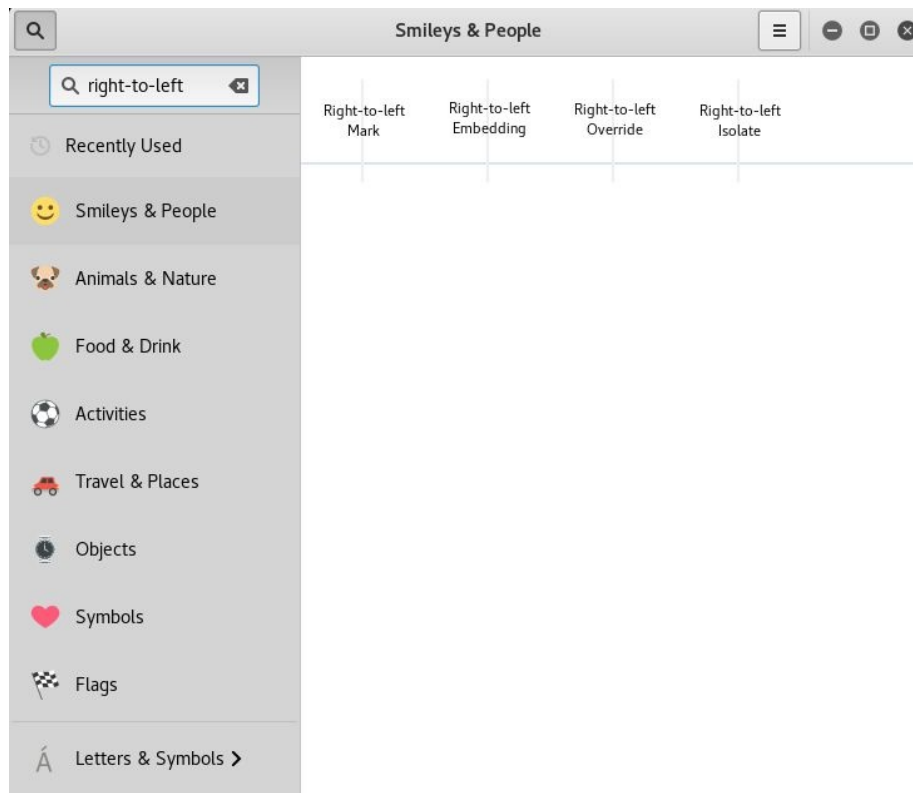 Smileys & People
right-to-left
Recently Used
Smileys & People
Animals & Nature
Food & Drink
Activities
Travel & Places
Objects
Symbols
Flags
Á
Letters & Symbols
Right-to-left
Mark
Right-to-left
Embedding
Right-to-left
Override
Right-to-left
Isolate